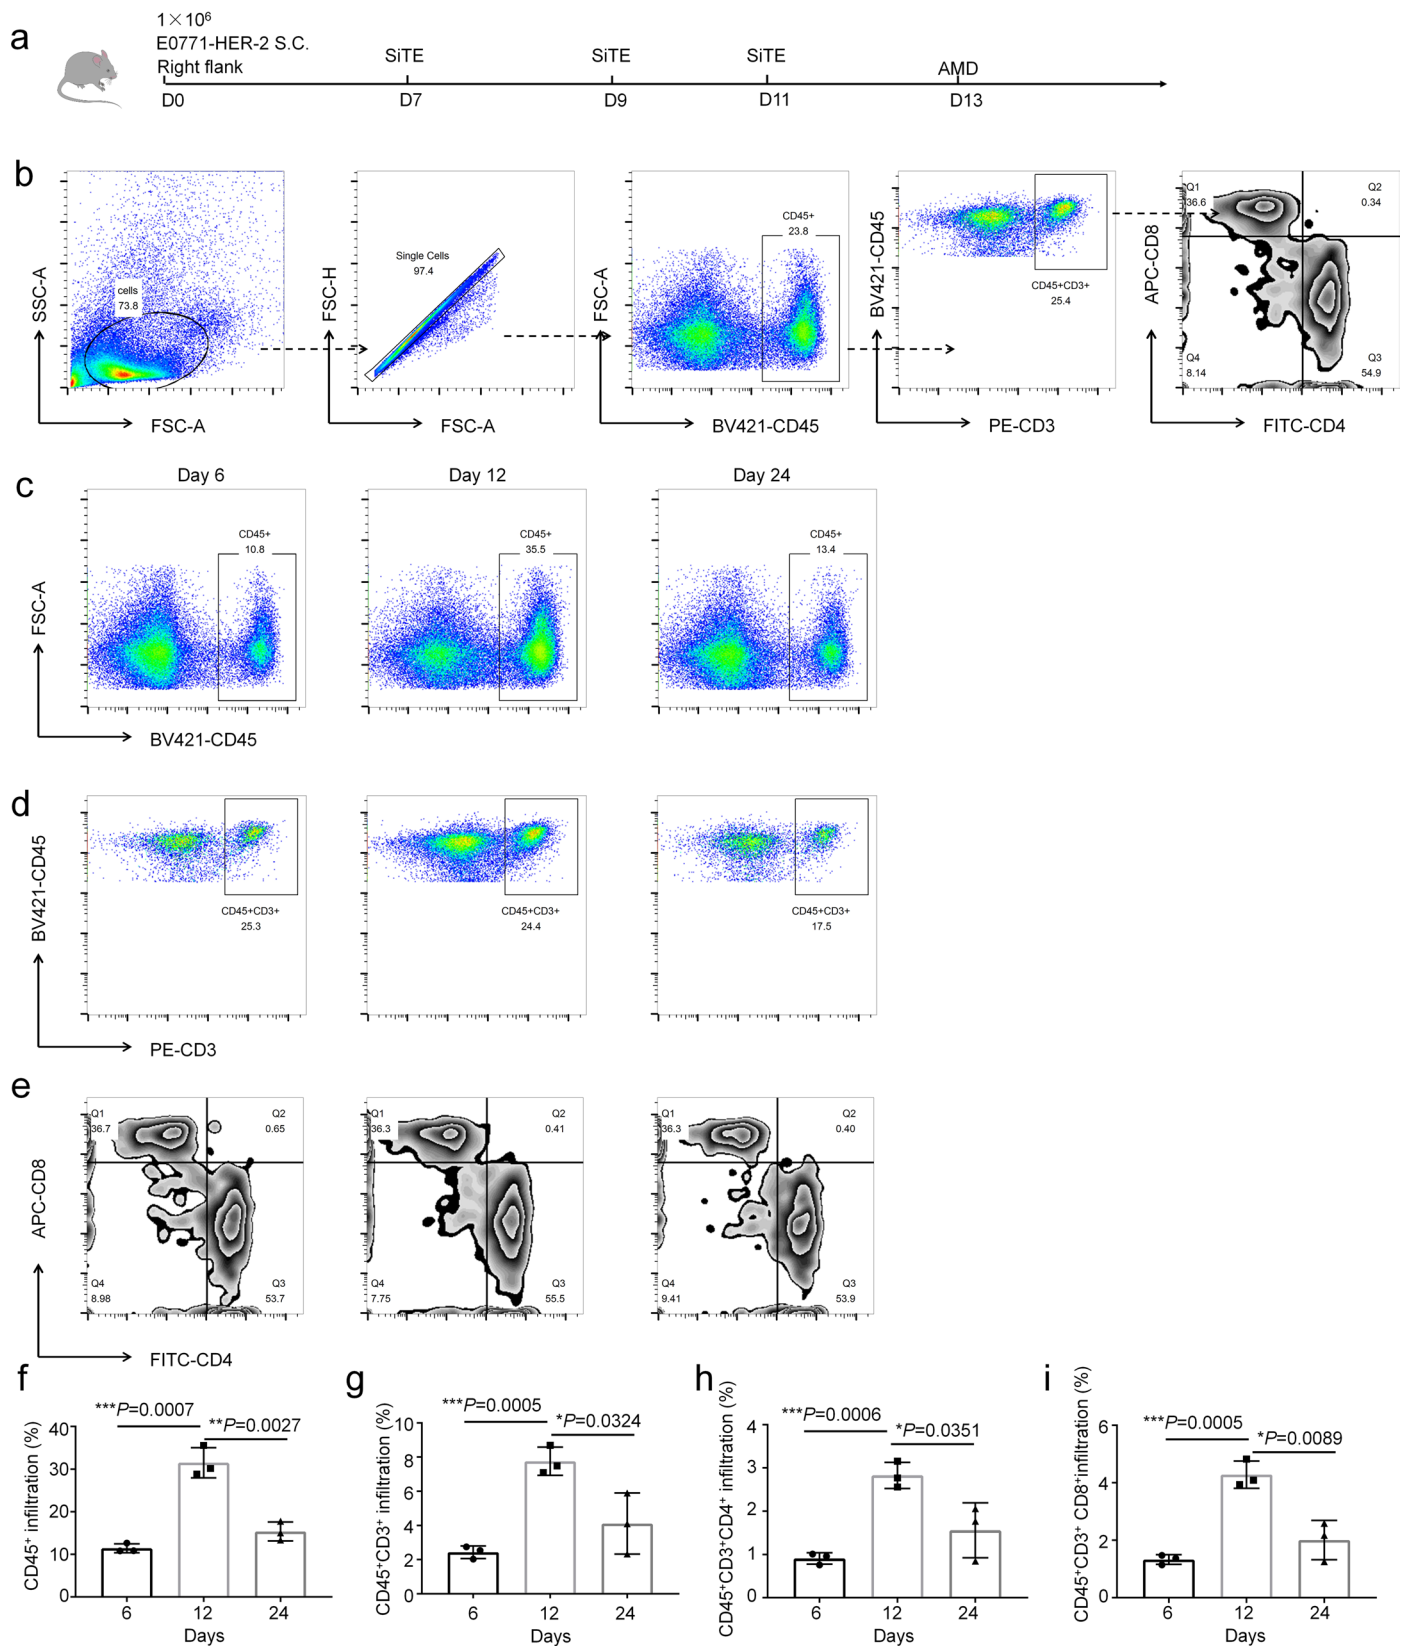 a
1×10⁶
E0771-HER-2 S.C.
Right flank
SiTE
SiTE
SiTE
AMD
D0
D7
D9
D11
D13
b
SSC-A
cells
73.8
FSC-A
FSC-H
Single Cells
97.4
FSC-A
FSC-A
CD45+
23.8
BV421-CD45
BV421-CD45
CD45+CD3+
25.4
PE-CD3
APC-CD8
Q1
36.6
Q2
0.34
Q4
8.14
Q3
54.9
FITC-CD4
c
Day 6
Day 12
Day 24
FSC-A
CD45+
10.8
CD45+
35.5
CD45+
13.4
BV421-CD45
d
BV421-CD45
CD45+CD3+
25.3
CD45+CD3+
24.4
CD45+CD3+
17.5
PE-CD3
e
APC-CD8
Q1
36.7
Q2
0.65
Q4
8.98
Q3
53.7
Q1
36.3
Q2
0.41
Q4
7.75
Q3
55.5
Q1
36.3
Q2
0.40
Q4
9.41
Q3
53.9
FITC-CD4
f
CD45⁺ infiltration (%)
***P=0.0007
**P=0.0027
40
30
20
10
0
6
12
24
Days
g
CD45⁺CD3⁺ infiltration (%)
***P=0.0005
*P=0.0324
10
8
6
4
2
0
6
12
24
Days
h
CD45⁺CD3⁺CD4⁺ infiltration (%)
***P=0.0006
*P=0.0351
4
3
2
1
0
6
12
24
Days
i
CD45⁺CD3⁺ CD8⁺infiltration (%)
***P=0.0005
*P=0.0089
6
4
2
0
6
12
24
Days